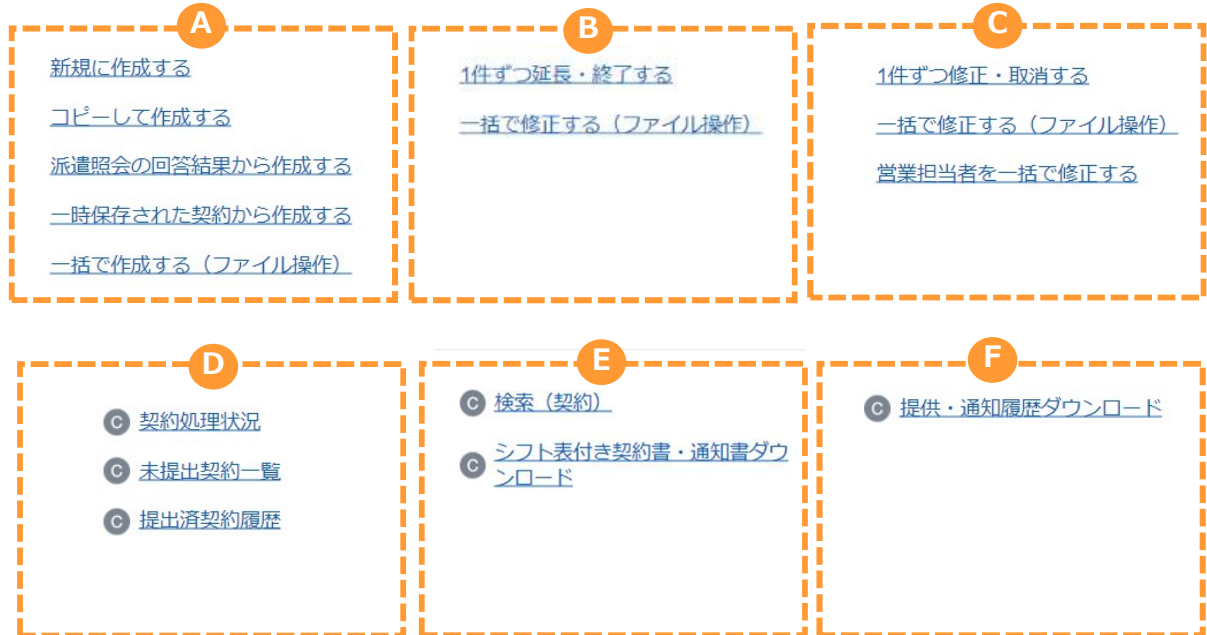 A
新規に作成する
コピーして作成する
派遣照会の回答結果から作成する
一時保存された契約から作成する
一括で作成する（ファイル操作）
B
1件ずつ延長・終了する
一括で修正する（ファイル操作）
C
1件ずつ修正・取消する
一括で修正する（ファイル操作）
営業担当者を一括で修正する
D
C 契約処理状況
C 未提出契約一覧
C 提出済契約履歴
E
C 検索（契約）
C シフト表付き契約書・通知書ダウ
ンロード
F
C 提供・通知履歴ダウンロード